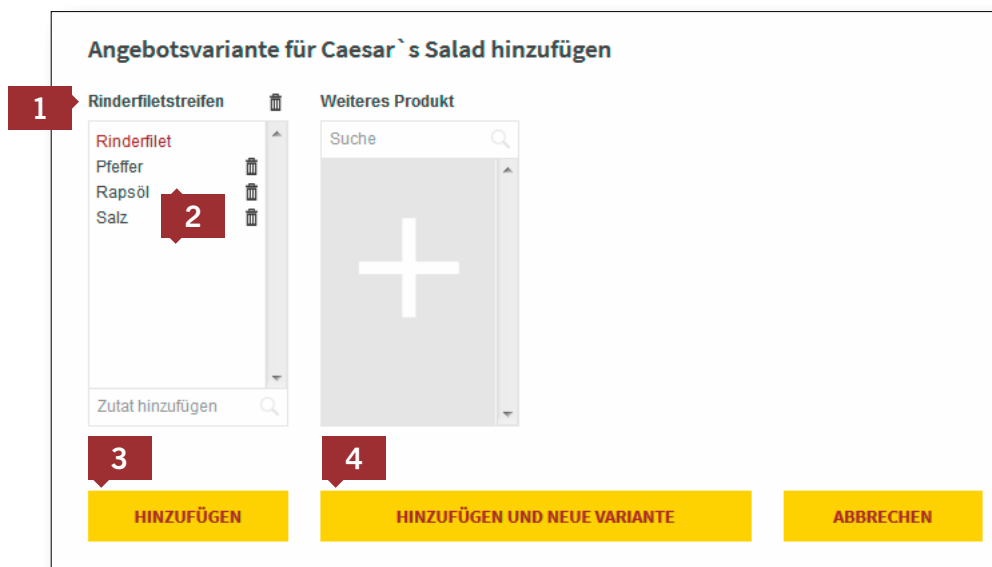 Angebotsvariante für Caesar`s Salad hinzufügen
1
Rinderfiletstreifen
Weiteres Produkt
Rinderfilet
Pfeffer
Rapsöl
Salz
2
Zutat hinzufügen
Suche
3
4
HINZUFÜGEN
HINZUFÜGEN UND NEUE VARIANTE
ABBRECHEN